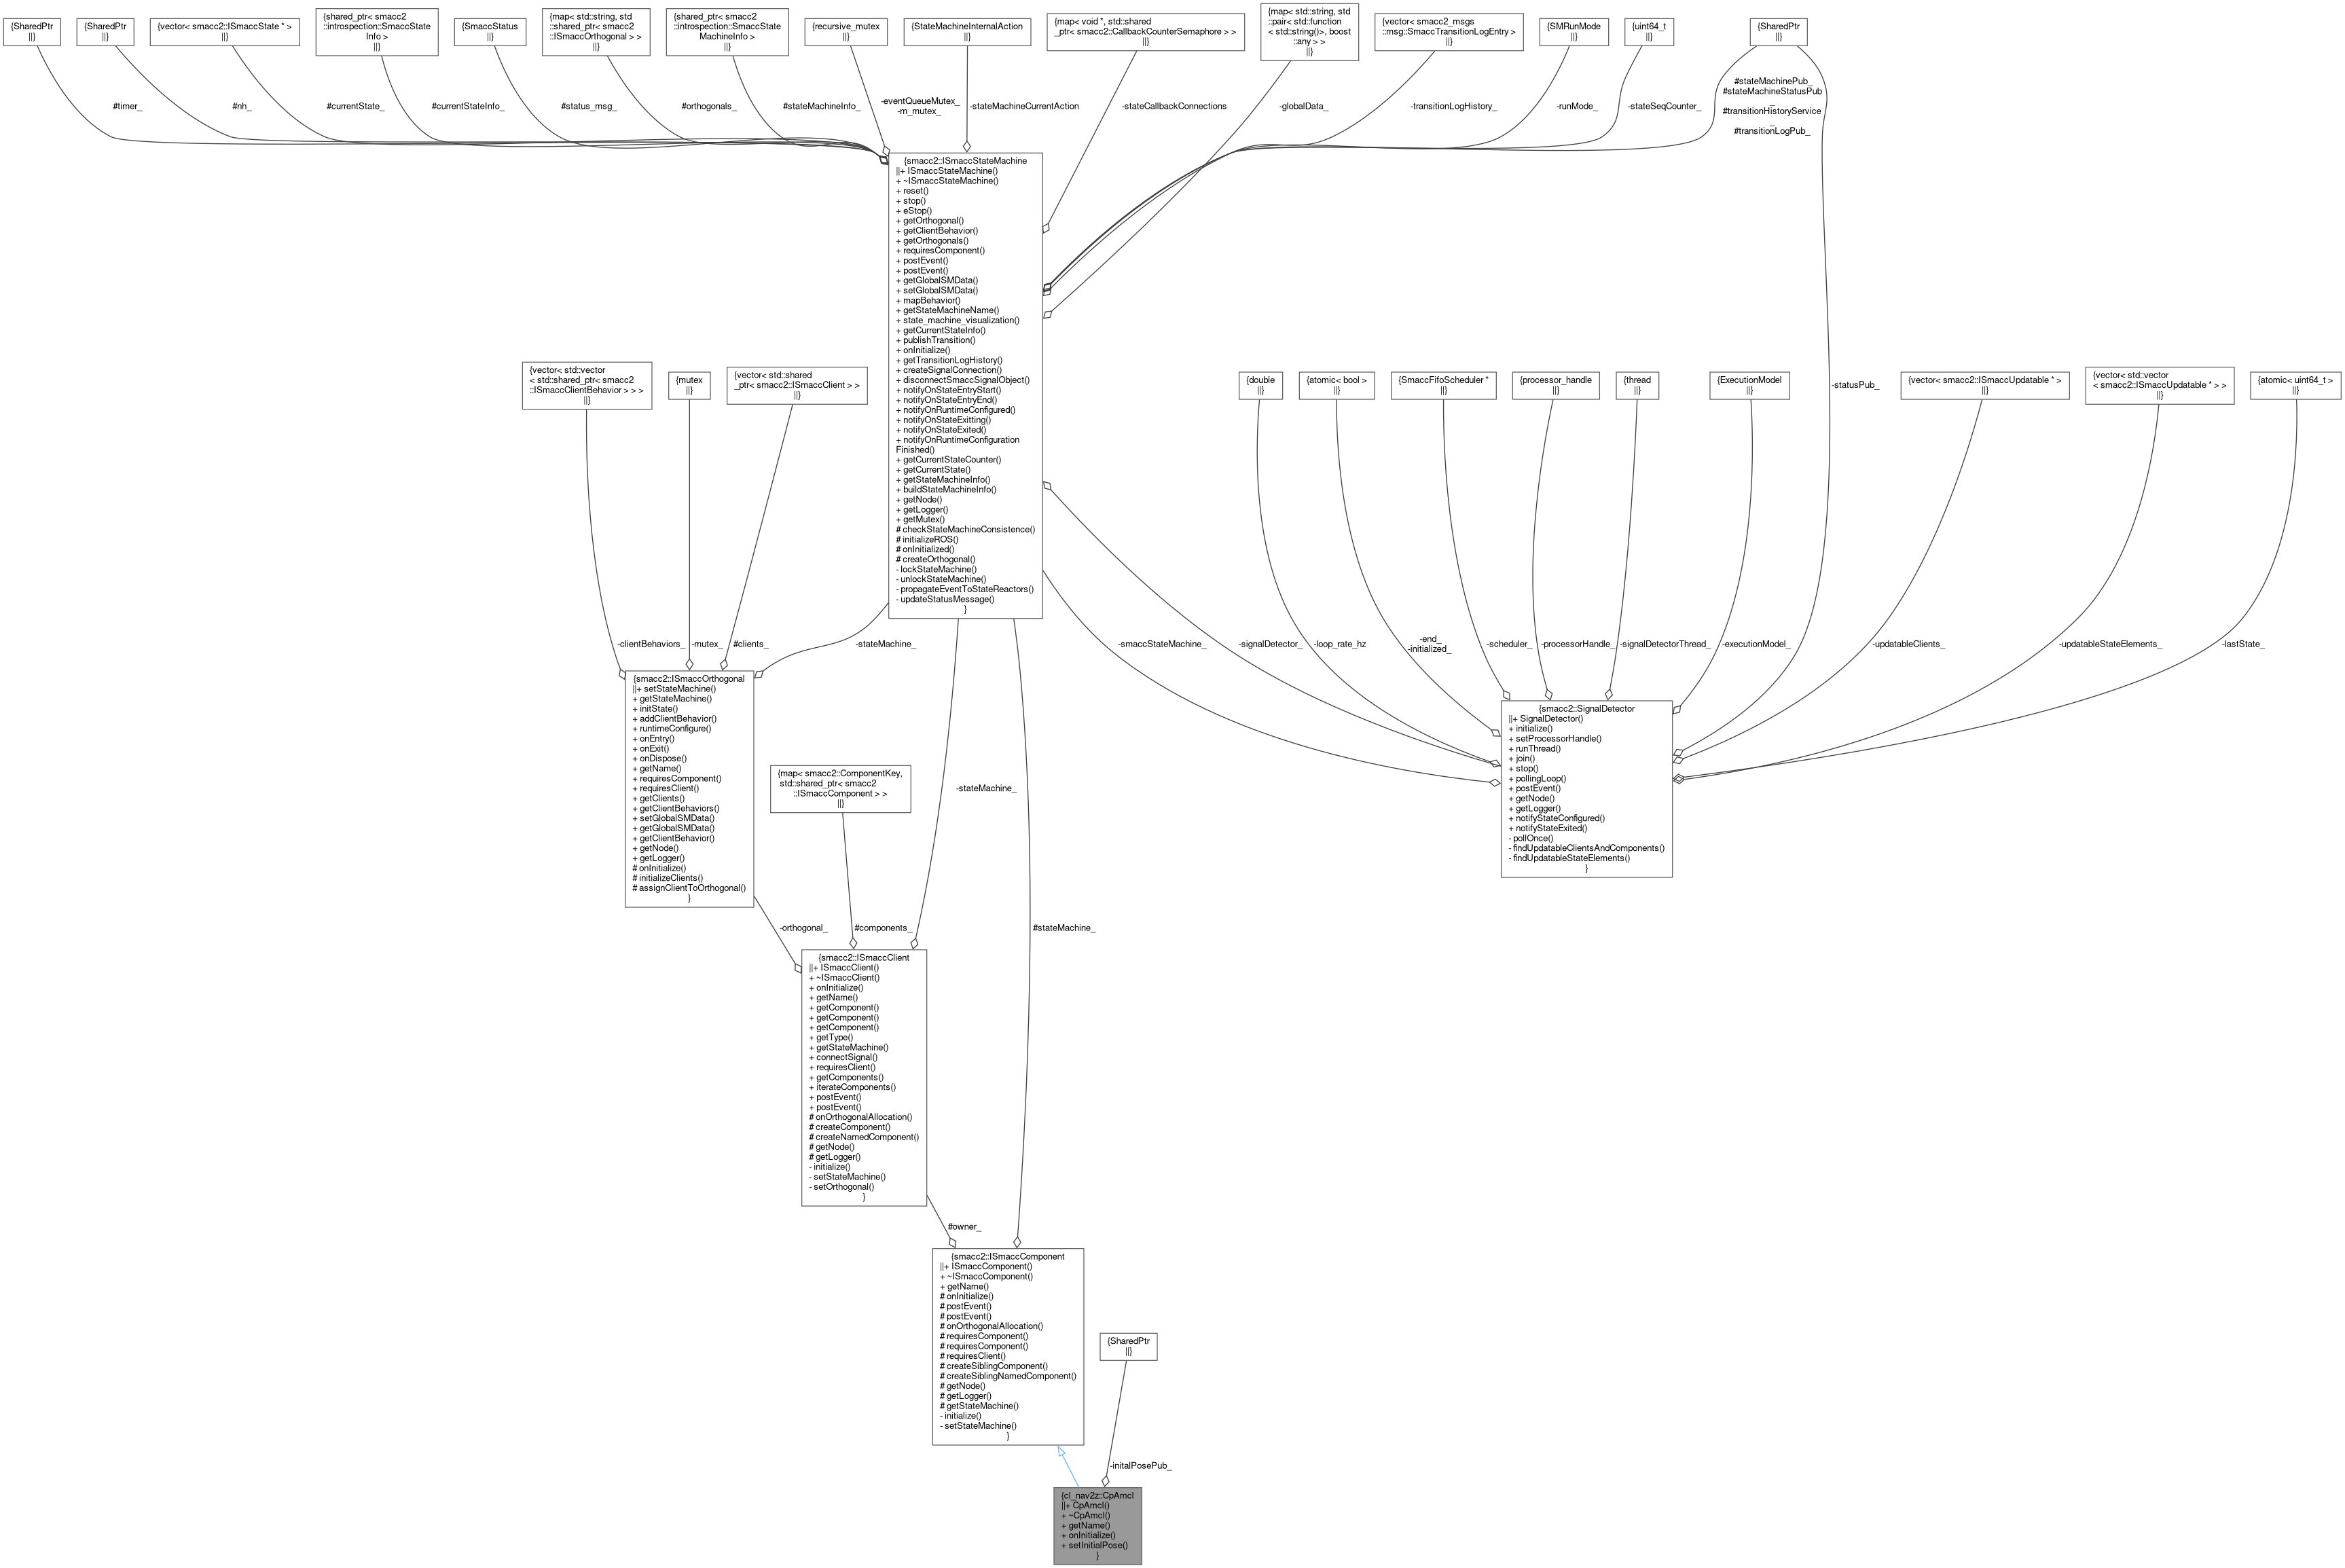 {SharedPtr
||}
{SharedPtr
||}
{vector< smacc2::ISmaccState * >
||}
{shared_ptr< smacc2
::introspection::SmaccState
Info >
||}
{SmaccStatus
||}
{map< std::string, std
::shared_ptr< smacc2
::ISmaccOrthogonal > >
||}
{shared_ptr< smacc2
::introspection::SmaccState
MachineInfo >
||}
{recursive_mutex
||}
{StateMachineInternalAction
||}
{map< void *, std::shared
_ptr< smacc2::CallbackCounterSemaphore > >
||}
{map< std::string, std
::pair< std::function
< std::string()>, boost
::any > >
||}
{vector< smacc2_msgs
::msg::SmaccTransitionLogEntry >
||}
{SMRunMode
||}
{uint64_t
||}
{SharedPtr
||}
#timer_
#nh_
#currentState_
#currentStateInfo_
#status_msg_
#orthogonals_
#stateMachineInfo_
-eventQueueMutex_
-m_mutex_
-stateMachineCurrentAction
-stateCallbackConnections
-globalData_
-transitionLogHistory_
-runMode_
-stateSeqCounter_
#stateMachinePub_
#stateMachineStatusPub
_
#transitionHistoryService
_
#transitionLogPub_
{smacc2::ISmaccStateMachine
||+ ISmaccStateMachine()
+ ~ISmaccStateMachine()
+ reset()
+ stop()
+ eStop()
+ getOrthogonal()
+ getClientBehavior()
+ getOrthogonals()
+ requiresComponent()
+ postEvent()
+ postEvent()
+ getGlobalSMData()
+ setGlobalSMData()
+ mapBehavior()
+ getStateMachineName()
+ state_machine_visualization()
+ getCurrentStateInfo()
+ publishTransition()
+ onInitialize()
+ getTransitionLogHistory()
+ createSignalConnection()
+ disconnectSmaccSignalObject()
+ notifyOnStateEntryStart()
+ notifyOnStateEntryEnd()
+ notifyOnRuntimeConfigured()
+ notifyOnStateExitting()
+ notifyOnStateExited()
+ notifyOnRuntimeConfiguration
Finished()
+ getCurrentStateCounter()
+ getCurrentState()
+ getStateMachineInfo()
+ buildStateMachineInfo()
+ getNode()
+ getLogger()
+ getMutex()
# checkStateMachineConsistence()
# initializeROS()
# onInitialized()
# createOrthogonal()
- lockStateMachine()
- unlockStateMachine()
- propagateEventToStateReactors()
- updateStatusMessage()
}
{vector< std::vector
< std::shared_ptr< smacc2
::ISmaccClientBehavior > > >
||}
{mutex
||}
{vector< std::shared
_ptr< smacc2::ISmaccClient > >
||}
{double
||}
{atomic< bool >
||}
{SmaccFifoScheduler *
||}
{processor_handle
||}
{thread
||}
{ExecutionModel
||}
-statusPub_
{vector< smacc2::ISmaccUpdatable * >
||}
{vector< std::vector
< smacc2::ISmaccUpdatable * > >
||}
{atomic< uint64_t >
||}
-clientBehaviors_
-mutex_
#clients_
-stateMachine_
-smaccStateMachine_
-signalDetector_
-loop_rate_hz
-end_
-initialized_
-scheduler_
-processorHandle_
-signalDetectorThread_
-executionModel_
-updatableClients_
-updatableStateElements_
-lastState_
{smacc2::ISmaccOrthogonal
||+ setStateMachine()
+ getStateMachine()
+ initState()
+ addClientBehavior()
+ runtimeConfigure()
+ onEntry()
+ onExit()
+ onDispose()
+ getName()
+ requiresComponent()
+ requiresClient()
+ getClients()
+ getClientBehaviors()
+ setGlobalSMData()
+ getGlobalSMData()
+ getClientBehavior()
+ getNode()
+ getLogger()
# onInitialize()
# initializeClients()
# assignClientToOrthogonal()
}
{smacc2::SignalDetector
||+ SignalDetector()
+ initialize()
+ setProcessorHandle()
+ runThread()
+ join()
+ stop()
+ pollingLoop()
+ postEvent()
+ getNode()
+ getLogger()
+ notifyStateConfigured()
+ notifyStateExited()
- pollOnce()
- findUpdatableClientsAndComponents()
- findUpdatableStateElements()
}
{map< smacc2::ComponentKey,
std::shared_ptr< smacc2
::ISmaccComponent > >
||}
-stateMachine_
-orthogonal_
#components_
#stateMachine_
{smacc2::ISmaccClient
||+ ISmaccClient()
+ ~ISmaccClient()
+ onInitialize()
+ getName()
+ getComponent()
+ getComponent()
+ getComponent()
+ getType()
+ getStateMachine()
+ connectSignal()
+ requiresClient()
+ getComponents()
+ iterateComponents()
+ postEvent()
+ postEvent()
# onOrthogonalAllocation()
# createComponent()
# createNamedComponent()
# getNode()
# getLogger()
- initialize()
- setStateMachine()
- setOrthogonal()
}
#owner_
{smacc2::ISmaccComponent
||+ ISmaccComponent()
+ ~ISmaccComponent()
+ getName()
# onInitialize()
# postEvent()
# postEvent()
# onOrthogonalAllocation()
# requiresComponent()
# requiresComponent()
# requiresClient()
# createSiblingComponent()
# createSiblingNamedComponent()
# getNode()
# getLogger()
# getStateMachine()
- initialize()
- setStateMachine()
}
{SharedPtr
||}
-initalPosePub_
{cl_nav2z::CpAmcl
||+ CpAmcl()
+ ~CpAmcl()
+ getName()
+ onInitialize()
+ setInitialPose()
}